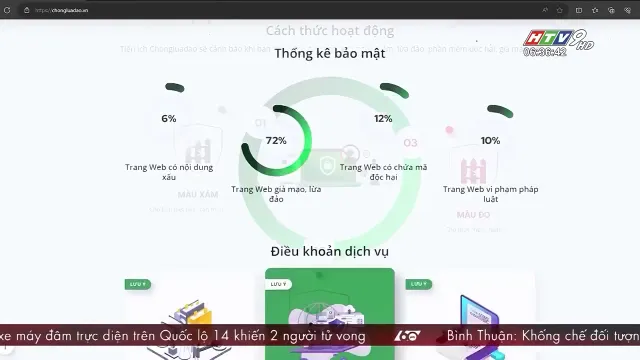 https://chongluadao.vn
Cách thức hoạt động
HTV9 HD
06:36:42
Thống kê bảo mật
6%
72%
12%
10%
01
03
Trang Web có nội dung
xấu
Trang Web giả mạo, lừa
đảo
Trang Web có chứa mã
độc hại
Trang Web vi phạm pháp
luật
MÀU XÁM
MÀU ĐỎ
Điều khoản dịch vụ
LƯU Ý
LƯU Ý
LƯU Ý
xe máy đâm trực diện trên Quốc lộ 14 khiến 2 người tử vong
Bình Thuận: Khống chế đối tượn